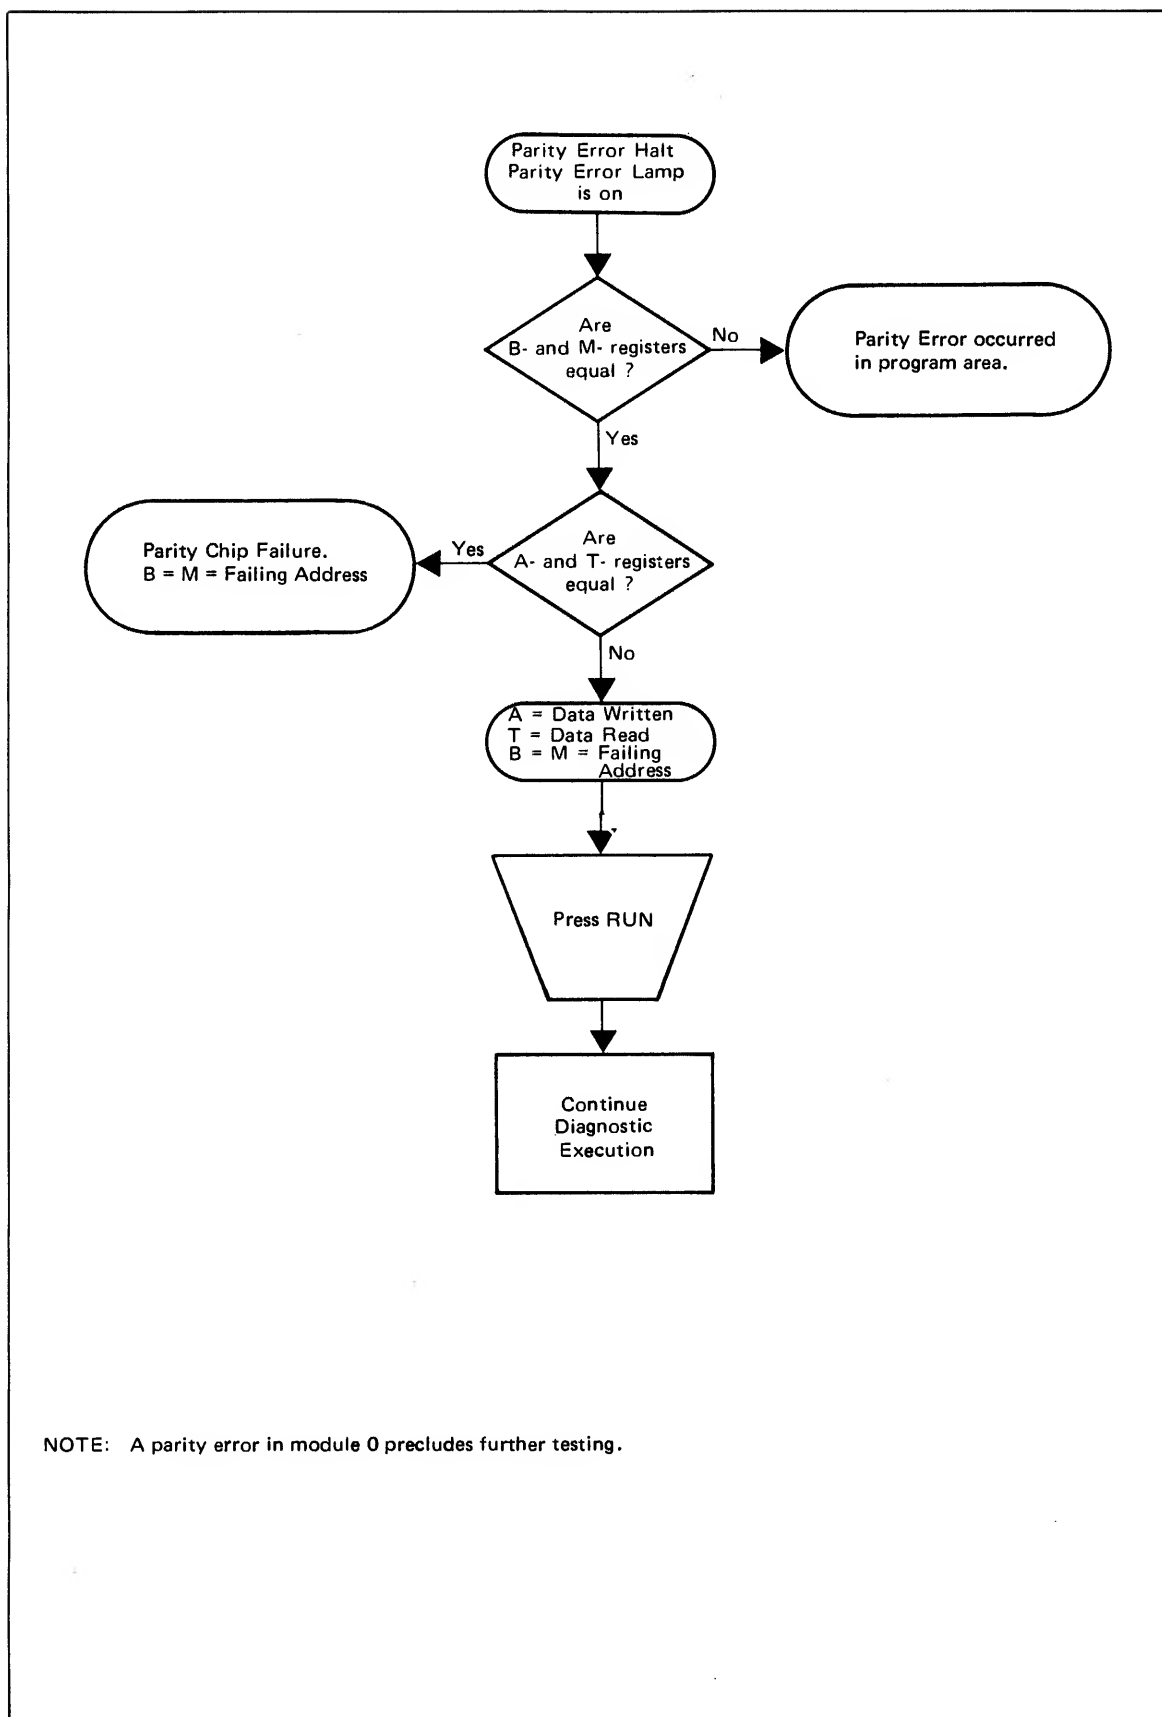 Parity Error Halt
Parity Error Lamp
is on
Are
B- and M- registers
equal ?
No
Parity Error occurred
in program area.
Yes
Are
A- and T- registers
equal ?
Yes
Parity Chip Failure.
B = M = Failing Address
No
A = Data Written
T = Data Read
B = M = Failing
Address
Press RUN
Continue
Diagnostic
Execution
NOTE: A parity error in module 0 precludes further testing.